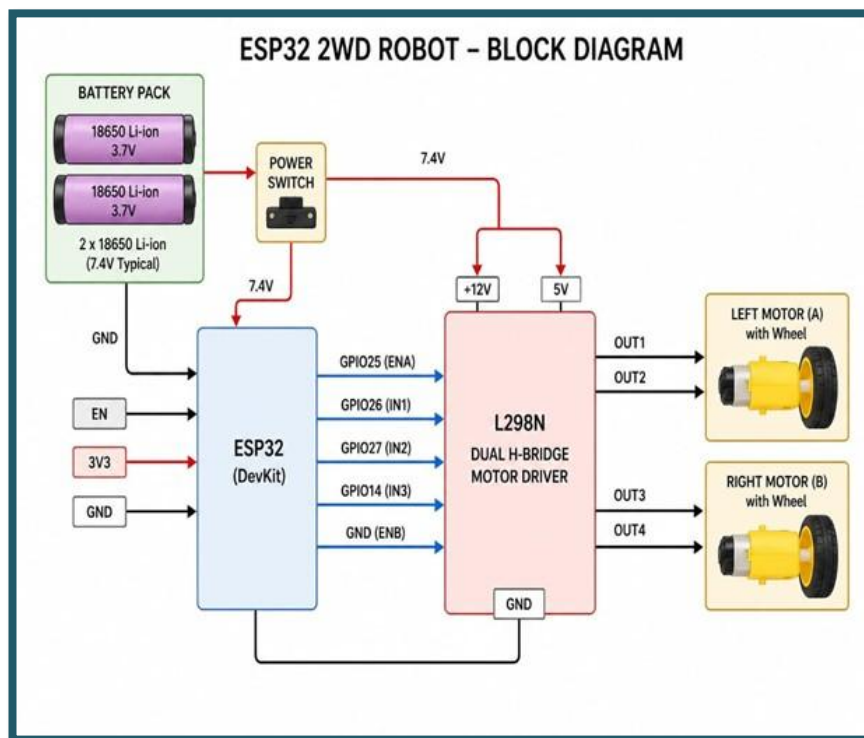 ESP32 2WD ROBOT – BLOCK DIAGRAM
BATTERY PACK
18650 Li-ion
3.7V
18650 Li-ion
3.7V
2 x 18650 Li-ion
(7.4V Typical)
POWER
SWITCH
7.4V
7.4V
GND
+12V
5V
EN
3V3
GND
ESP32
(DevKit)
GPIO25 (ENA)
GPIO26 (IN1)
GPIO27 (IN2)
GPIO14 (IN3)
GND (ENB)
L298N
DUAL H-BRIDGE
MOTOR DRIVER
GND
OUT1
OUT2
OUT3
OUT4
LEFT MOTOR (A)
with Wheel
RIGHT MOTOR (B)
with Wheel